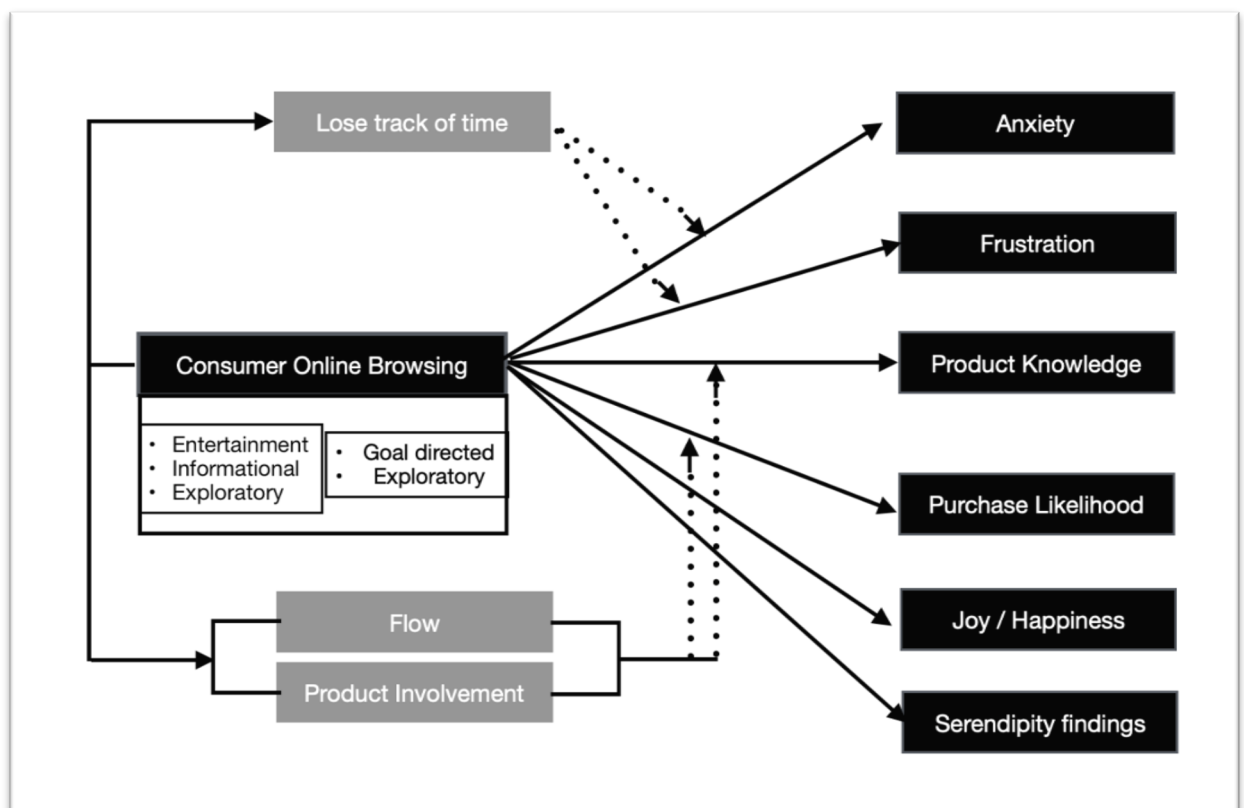 Lose track of time
Anxiety
Frustration
Consumer Online Browsing
Product Knowledge
• Entertainment
• Informational
• Exploratory
• Goal directed
• Exploratory
Purchase Likelihood
Flow
Joy / Happiness
Product Involvement
Serendipity findings